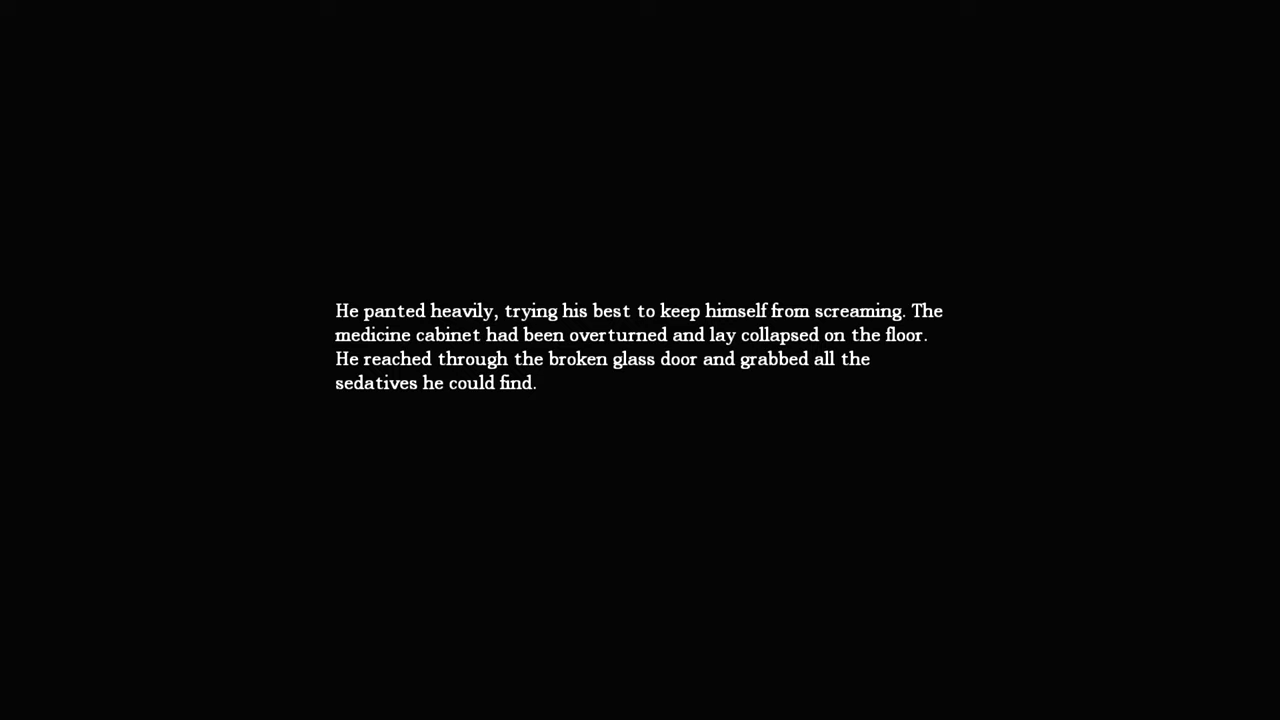 He panted heavily, trying his best to keep himself from screaming. The
medicine cabinet had been overturned and lay collapsed on the floor.
He reached through the broken glass door and grabbed all the
sedatives he could find.